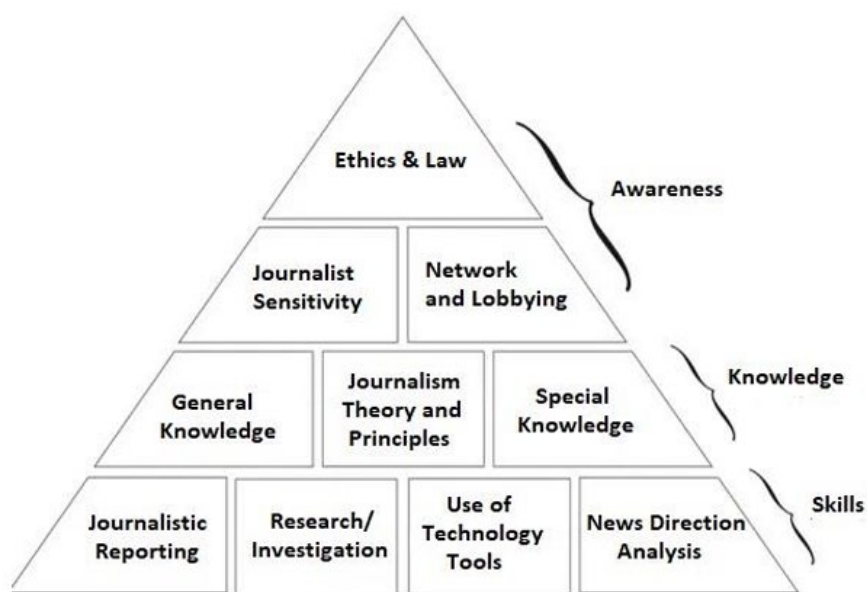 Ethics & Law
Awareness
Journalist
Sensitivity
Network
and Lobbying
General
Knowledge
Journalism
Theory and
Principles
Special
Knowledge
Knowledge
Journalistic
Reporting
Research/
Investigation
Use of
Technology
Tools
News Direction
Analysis
Skills